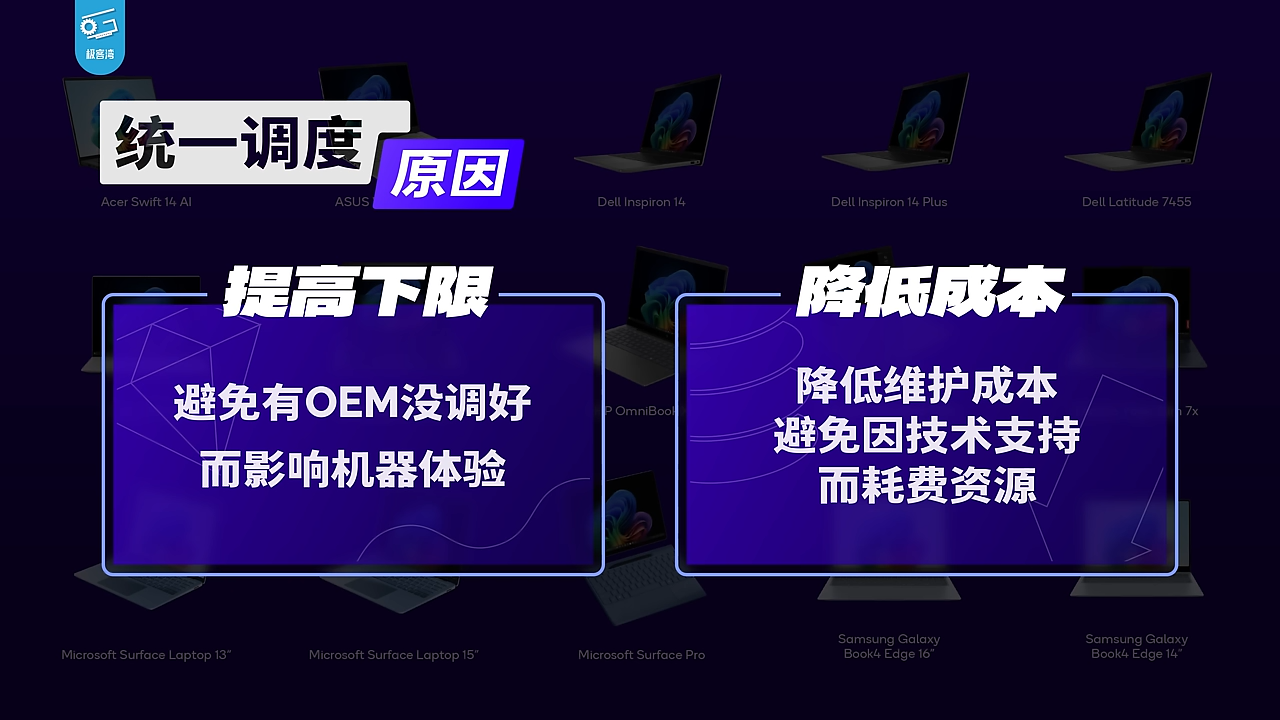 极客湾
统一调度
原因
Acer Swift 14 AI
ASUS
Dell Inspiron 14
Dell Inspiron 14 Plus
Dell Latitude 7455
提高下限
避免有OEM没调好
而影响机器体验
降低成本
降低维护成本
避免因技术支持
而耗费资源
OmniBook
7x
Microsoft Surface Laptop 13"
Microsoft Surface Laptop 15"
Microsoft Surface Pro
Samsung Galaxy
Book4 Edge 16"
Samsung Galaxy
Book4 Edge 14"